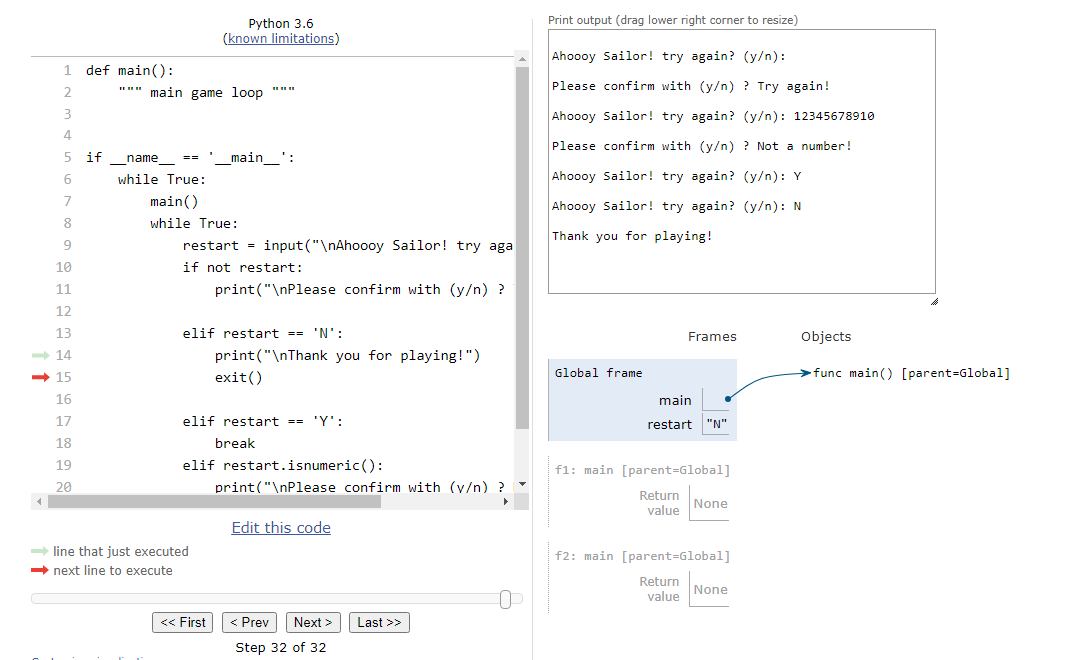 Python 3.6
(known limitations)
1 def main():
2 """ main game loop """
3
4
5 if __name__ == '__main__':
6 while True:
7 main()
8 while True:
9 restart = input("\nAhoooy Sailor! try aga
10 if not restart:
11 print("\nPlease confirm with (y/n) ?
12
13 elif restart == 'N':
14 print("\nThank you for playing!")
15 exit()
16
17 elif restart == 'Y':
18 break
19 elif restart.isnumeric():
20 print("\nPlease confirm with (y/n) ?
Edit this code
line that just executed
next line to execute
<< First
< Prev
Next >
Last >>
Step 32 of 32
Print output (drag lower right corner to resize)
Ahoooy Sailor! try again? (y/n):
Please confirm with (y/n) ? Try again!
Ahoooy Sailor! try again? (y/n): 12345678910
Please confirm with (y/n) ? Not a number!
Ahoooy Sailor! try again? (y/n): Y
Ahoooy Sailor! try again? (y/n): N
Thank you for playing!
Frames
Objects
Global frame
main
restart "N"
func main() [parent=Global]
f1: main [parent=Global]
Return
value
None
f2: main [parent=Global]
Return
value
None